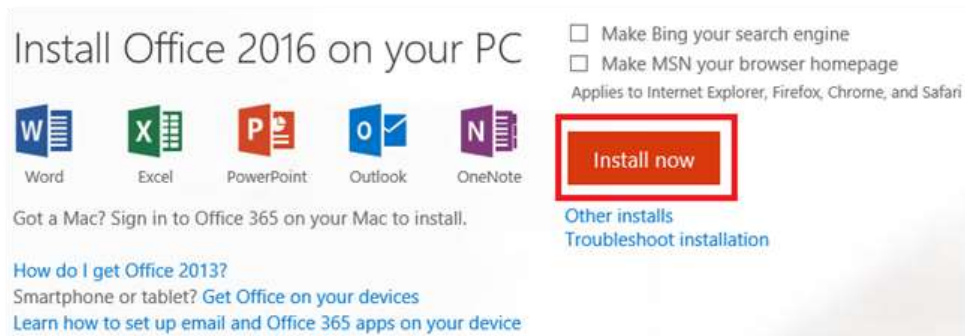 Install Office 2016 on your PC
W
X
P
O
N
Word
Excel
PowerPoint
Outlook
OneNote
Got a Mac? Sign in to Office 365 on your Mac to install.
How do I get Office 2013?
Smartphone or tablet? Get Office on your devices
Learn how to set up email and Office 365 apps on your device
Make Bing your search engine
Make MSN your browser homepage
Applies to Internet Explorer, Firefox, Chrome, and Safari
Install now
Other installs
Troubleshoot installation